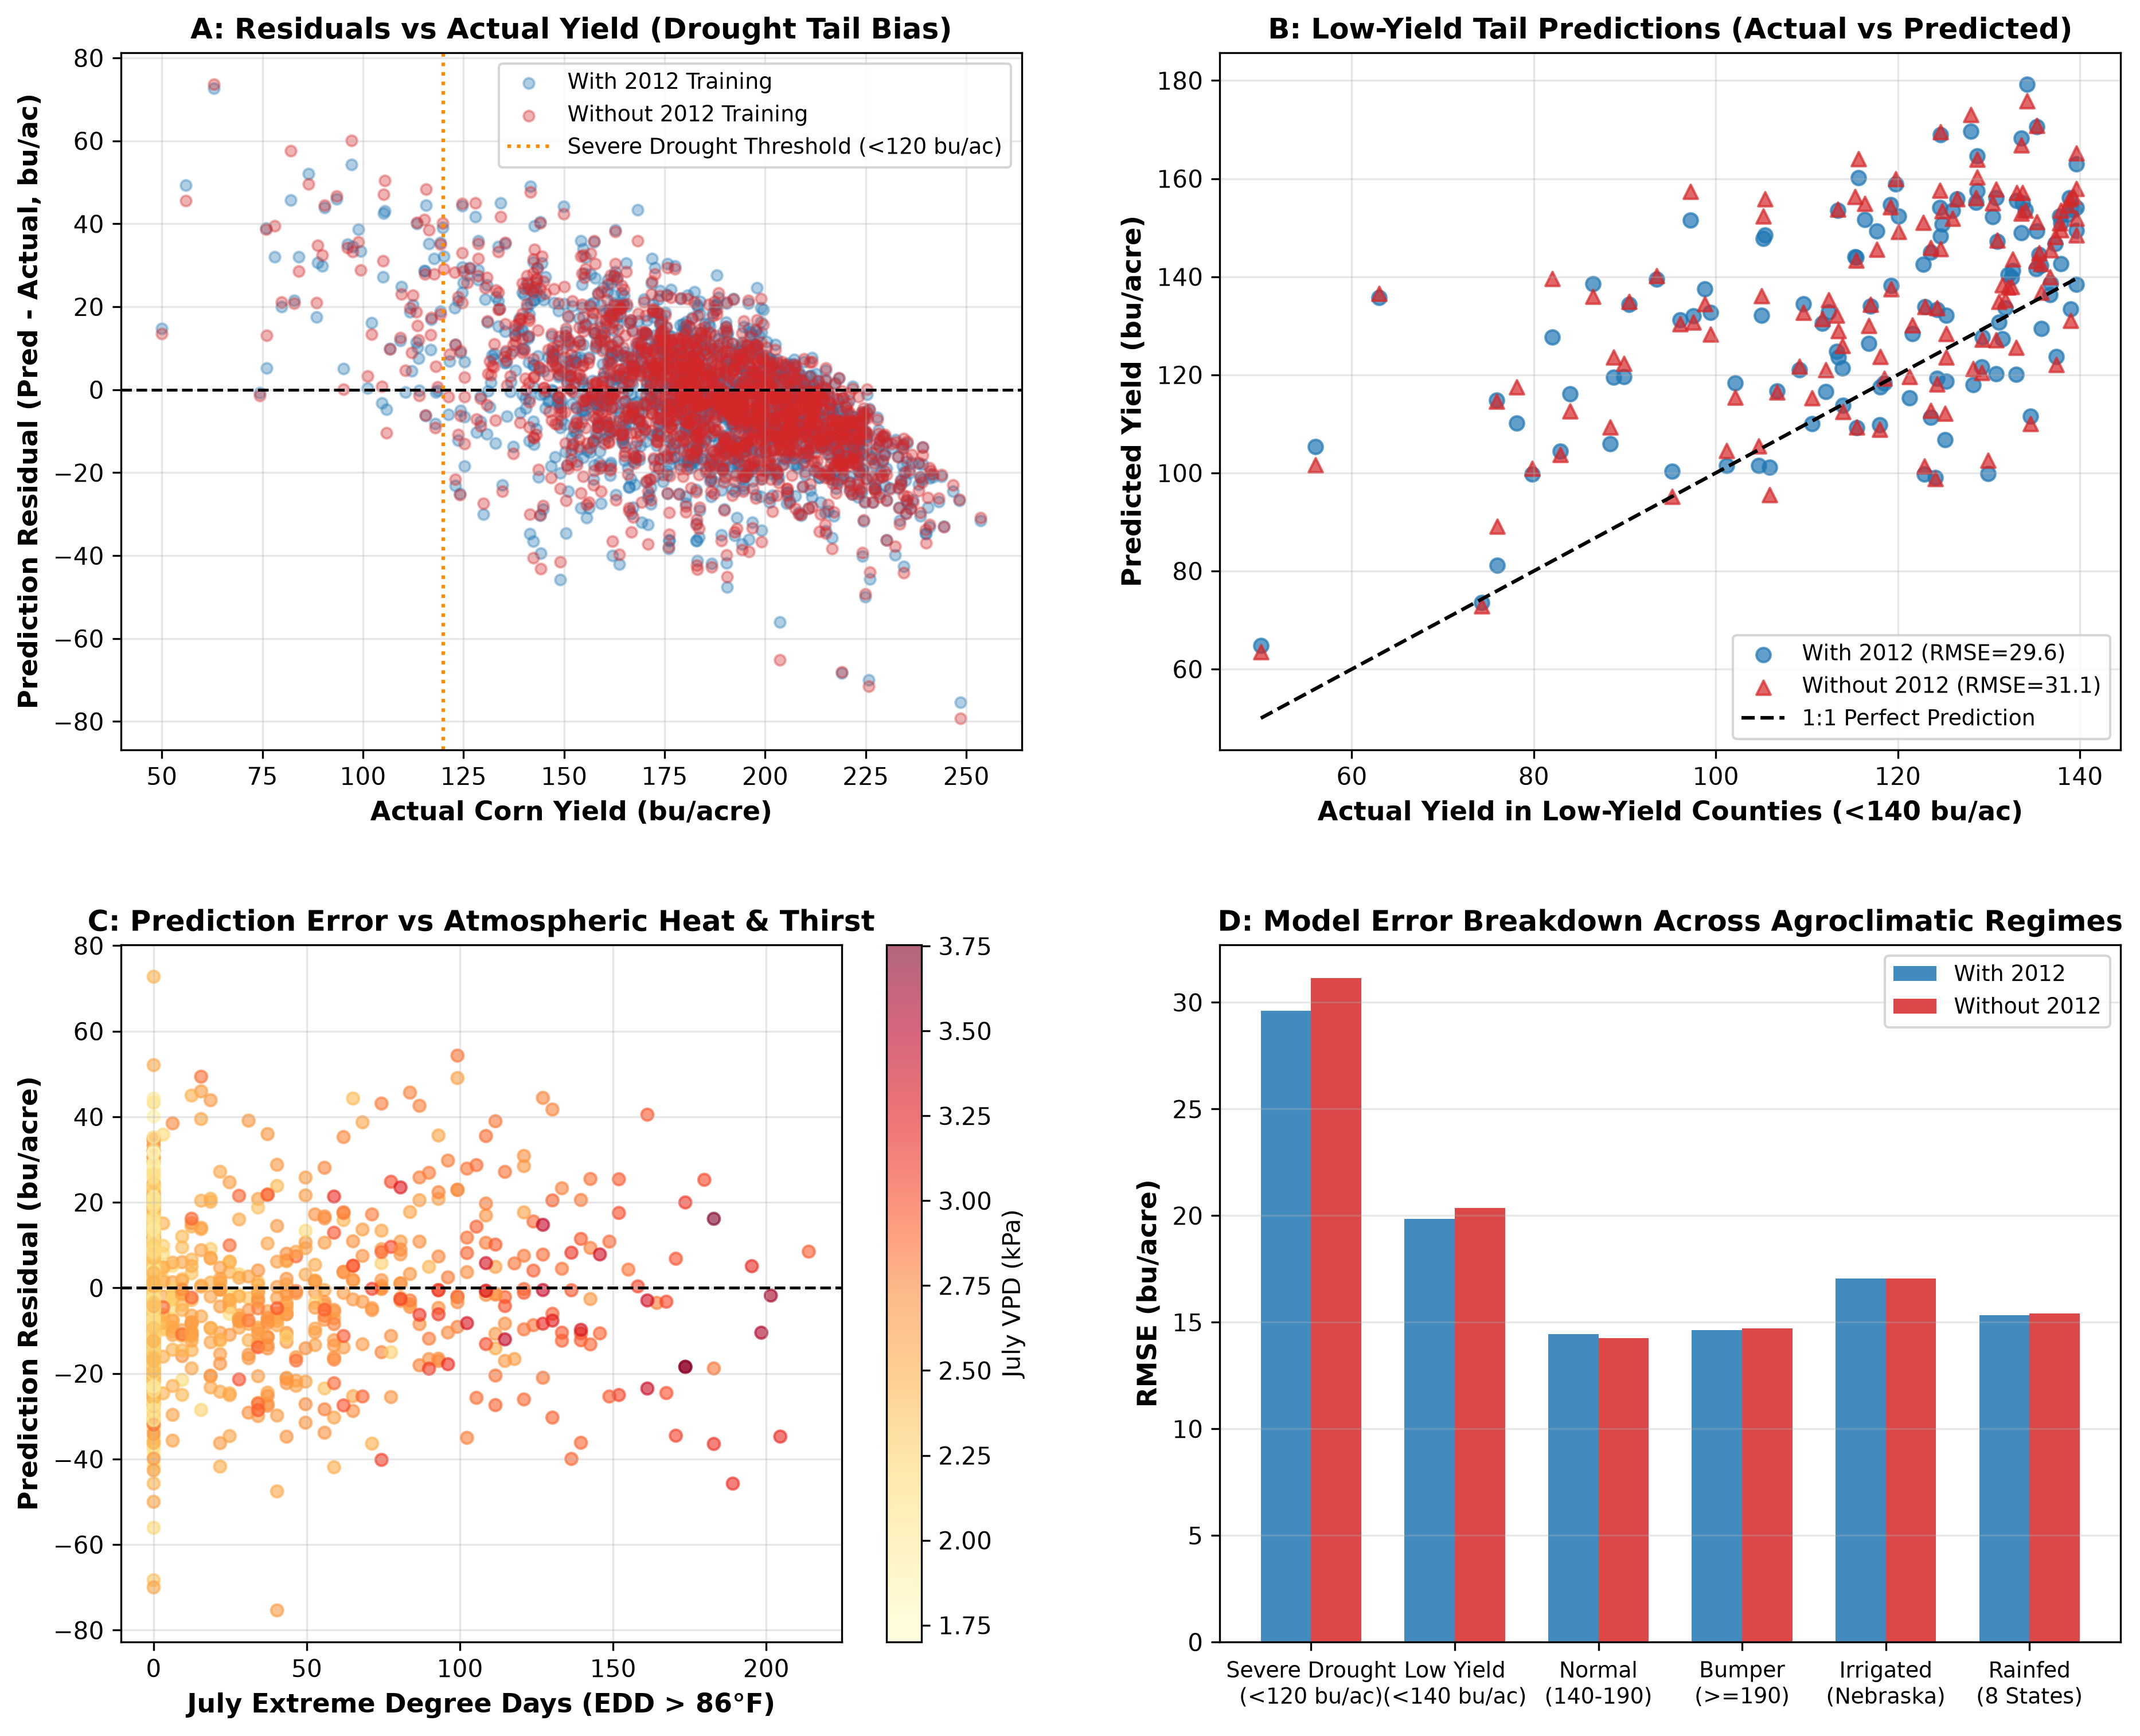 A: Residuals vs Actual Yield (Drought Tail Bias)
80
60
40
20
0
−20
−40
−60
−80
Prediction Residual (Pred - Actual, bu/ac)
With 2012 Training
Without 2012 Training
Severe Drought Threshold (<120 bu/ac)
50
75
100
125
150
175
200
225
250
Actual Corn Yield (bu/acre)
B: Low-Yield Tail Predictions (Actual vs Predicted)
180
160
140
120
100
80
60
Predicted Yield (bu/acre)
With 2012 (RMSE=29.6)
Without 2012 (RMSE=31.1)
1:1 Perfect Prediction
60
80
100
120
140
Actual Yield in Low-Yield Counties (<140 bu/ac)
C: Prediction Error vs Atmospheric Heat & Thirst
80
60
40
20
0
−20
−40
−60
−80
Prediction Residual (bu/acre)
0
50
100
150
200
July Extreme Degree Days (EDD > 86°F)
3.75
3.50
3.25
3.00
2.75
2.50
2.25
2.00
1.75
July VPD (kPa)
D: Model Error Breakdown Across Agroclimatic Regimes
30
25
20
15
10
5
0
RMSE (bu/acre)
With 2012
Without 2012
Severe Drought
(<120 bu/ac)
Low Yield
(<140 bu/ac)
Normal
(140-190)
Bumper
(>=190)
Irrigated
(Nebraska)
Rainfed
(8 States)